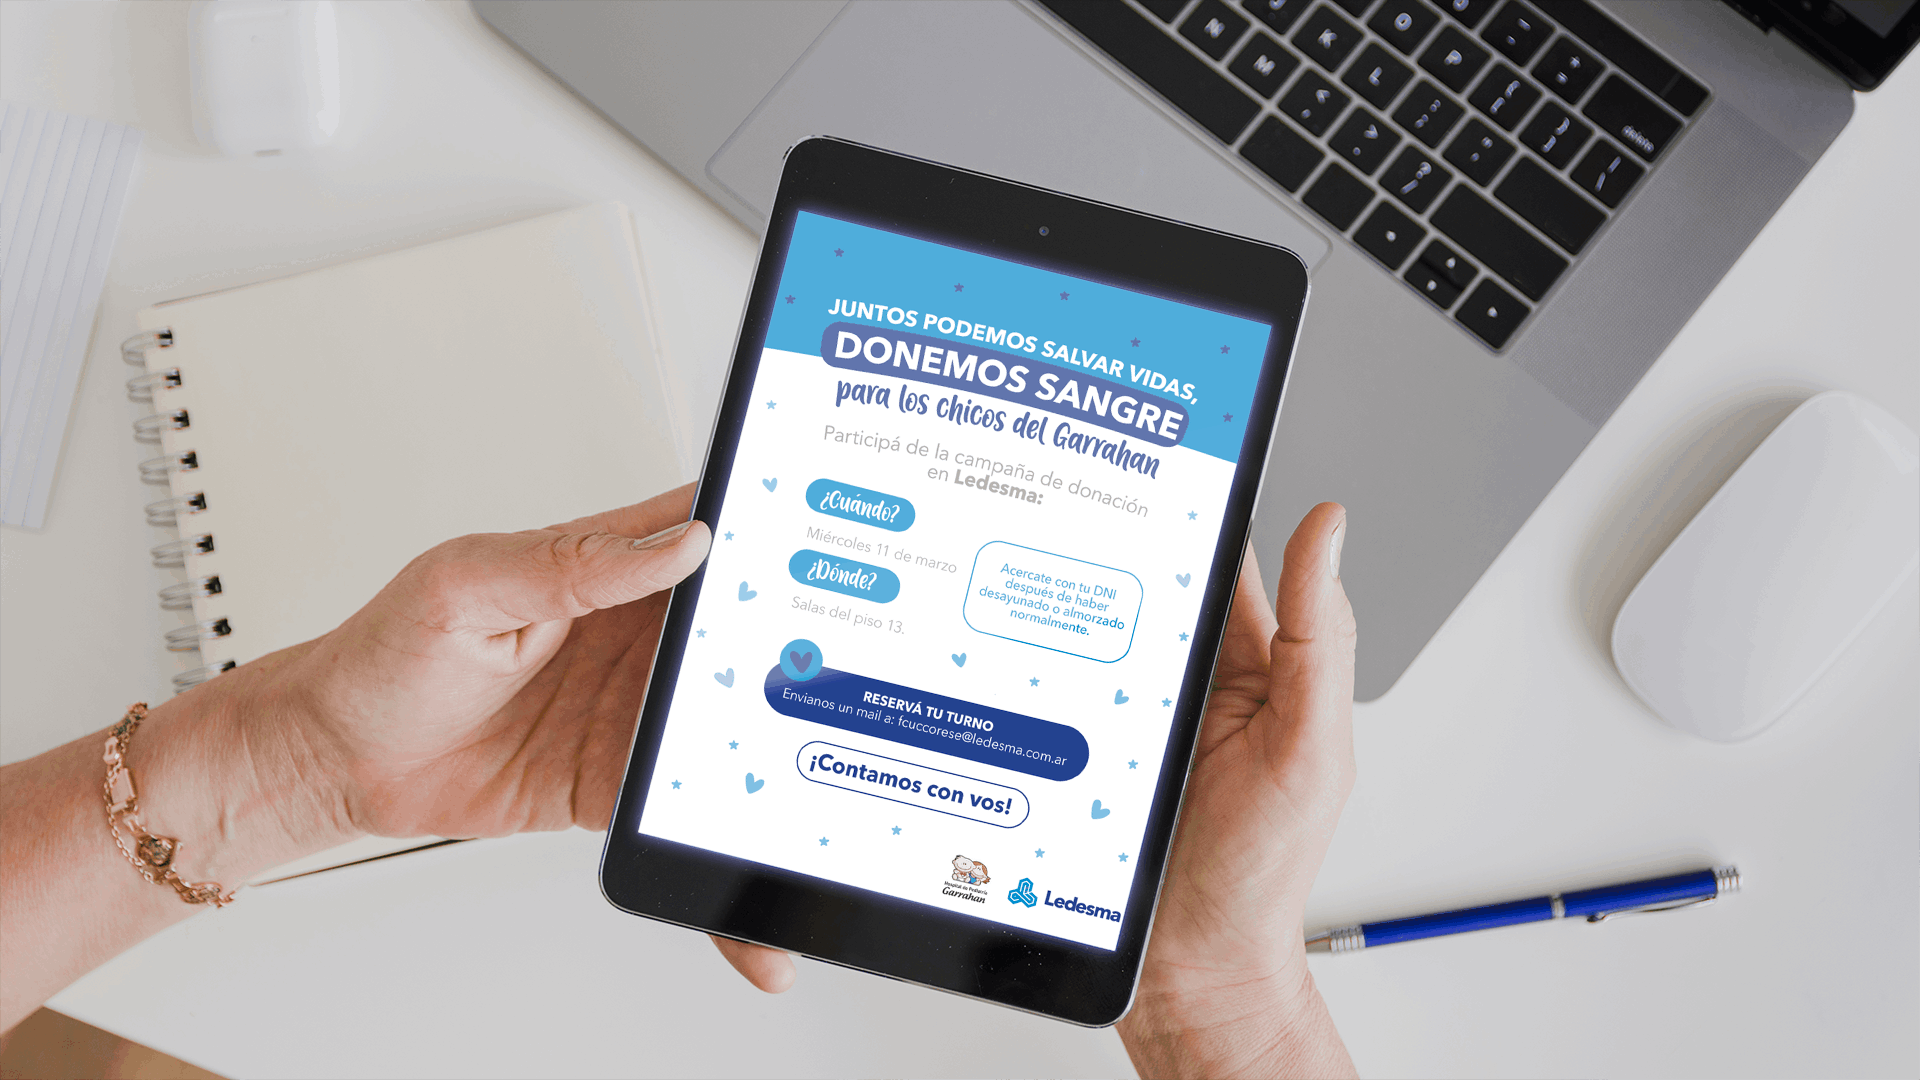 JUNTOS PODEMOS SALVAR VIDAS,
DONEMOS SANGRE
para los chicos del Garrahan
Participá de la campaña de donación
en Ledesma:
¿Cuándo?
Miércoles 11 de marzo
¿Dónde?
Salas del piso 13.
Acercate con tu DNI
después de haber
desayunado o almorzado
normalmente.
RESERVÁ TU TURNO
Envianos un mail a: fcuccorese@ledesma.com.ar
¡Contamos con vos!
Hospital de Pediatría
Garrahan
Ledesma
delete